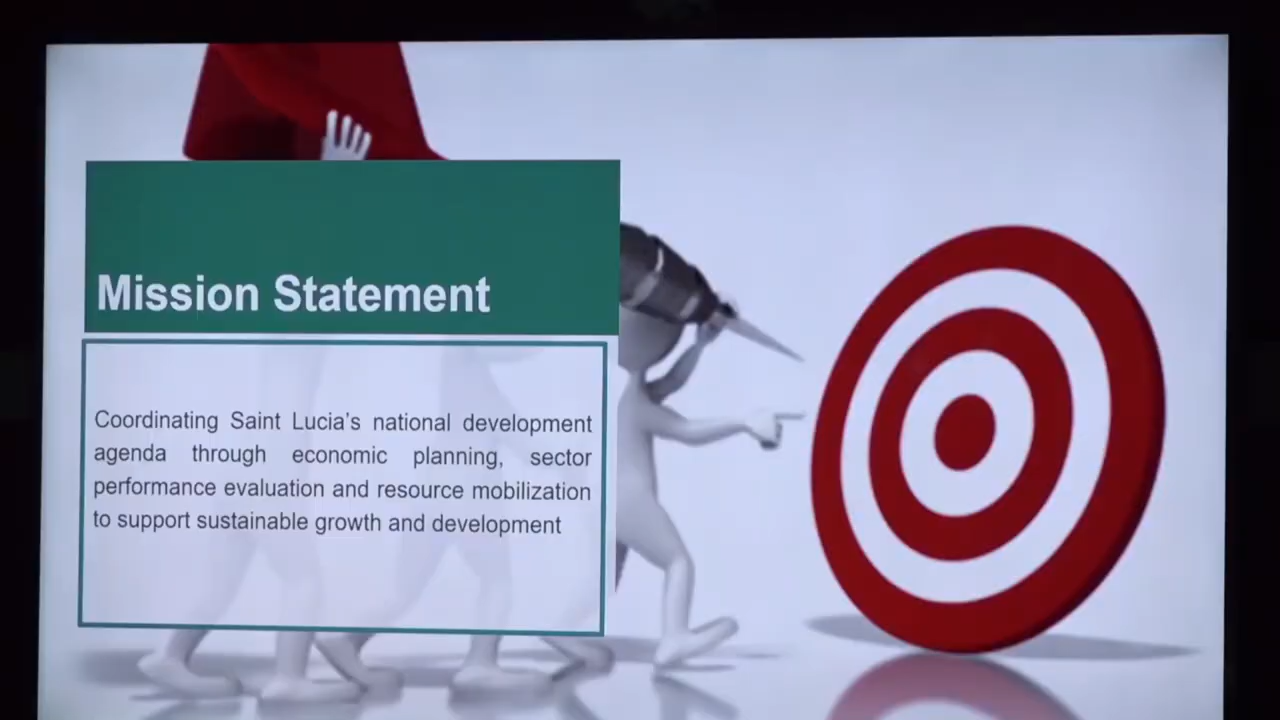 Mission Statement
Coordinating Saint Lucia’s national development
agenda through economic planning, sector
performance evaluation and resource mobilization
to support sustainable growth and development